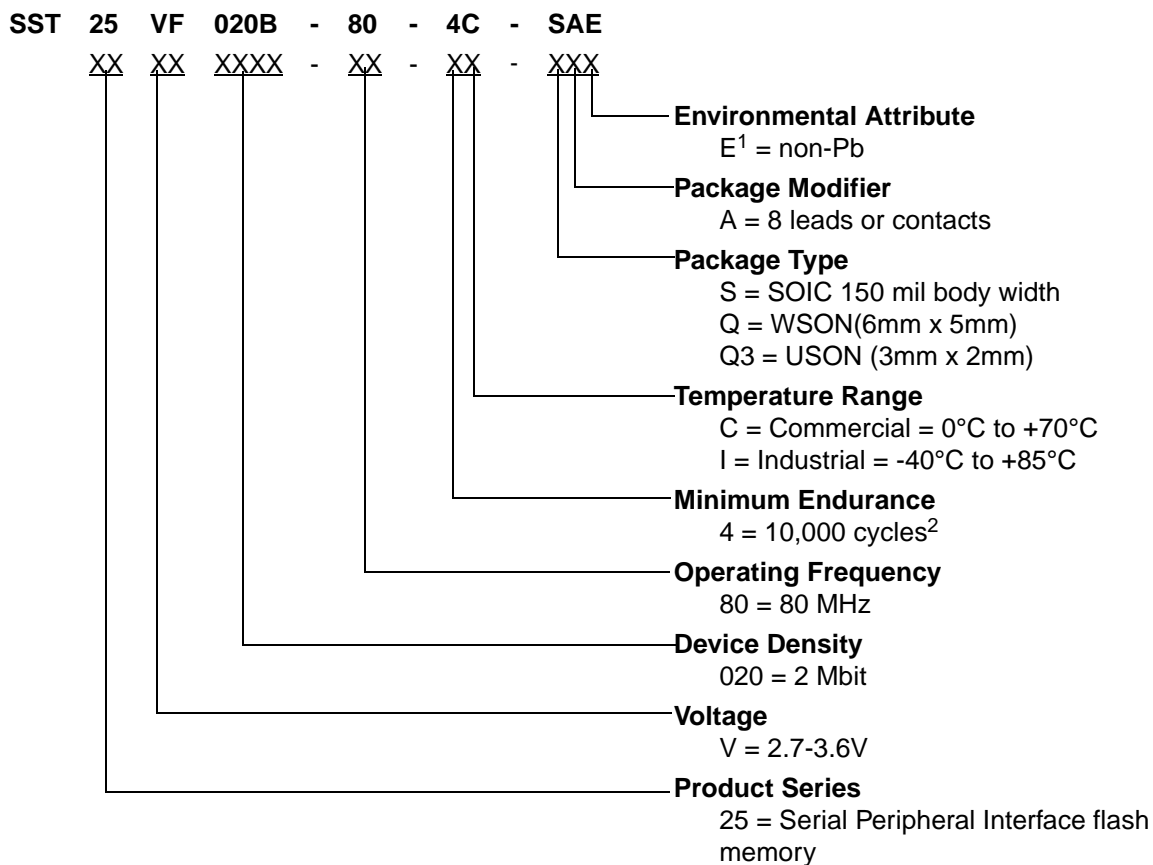 SST 25 VF 020B - 80 - 4C - SAE
XX XX XXXX - XX - XX - XXX
Environmental Attribute
E¹ = non-Pb
Package Modifier
A = 8 leads or contacts
Package Type
S = SOIC 150 mil body width
Q = WSON(6mm x 5mm)
Q3 = USON (3mm x 2mm)
Temperature Range
C = Commercial = 0°C to +70°C
I = Industrial = -40°C to +85°C
Minimum Endurance
4 = 10,000 cycles²
Operating Frequency
80 = 80 MHz
Device Density
020 = 2 Mbit
Voltage
V = 2.7-3.6V
Product Series
25 = Serial Peripheral Interface flash
memory